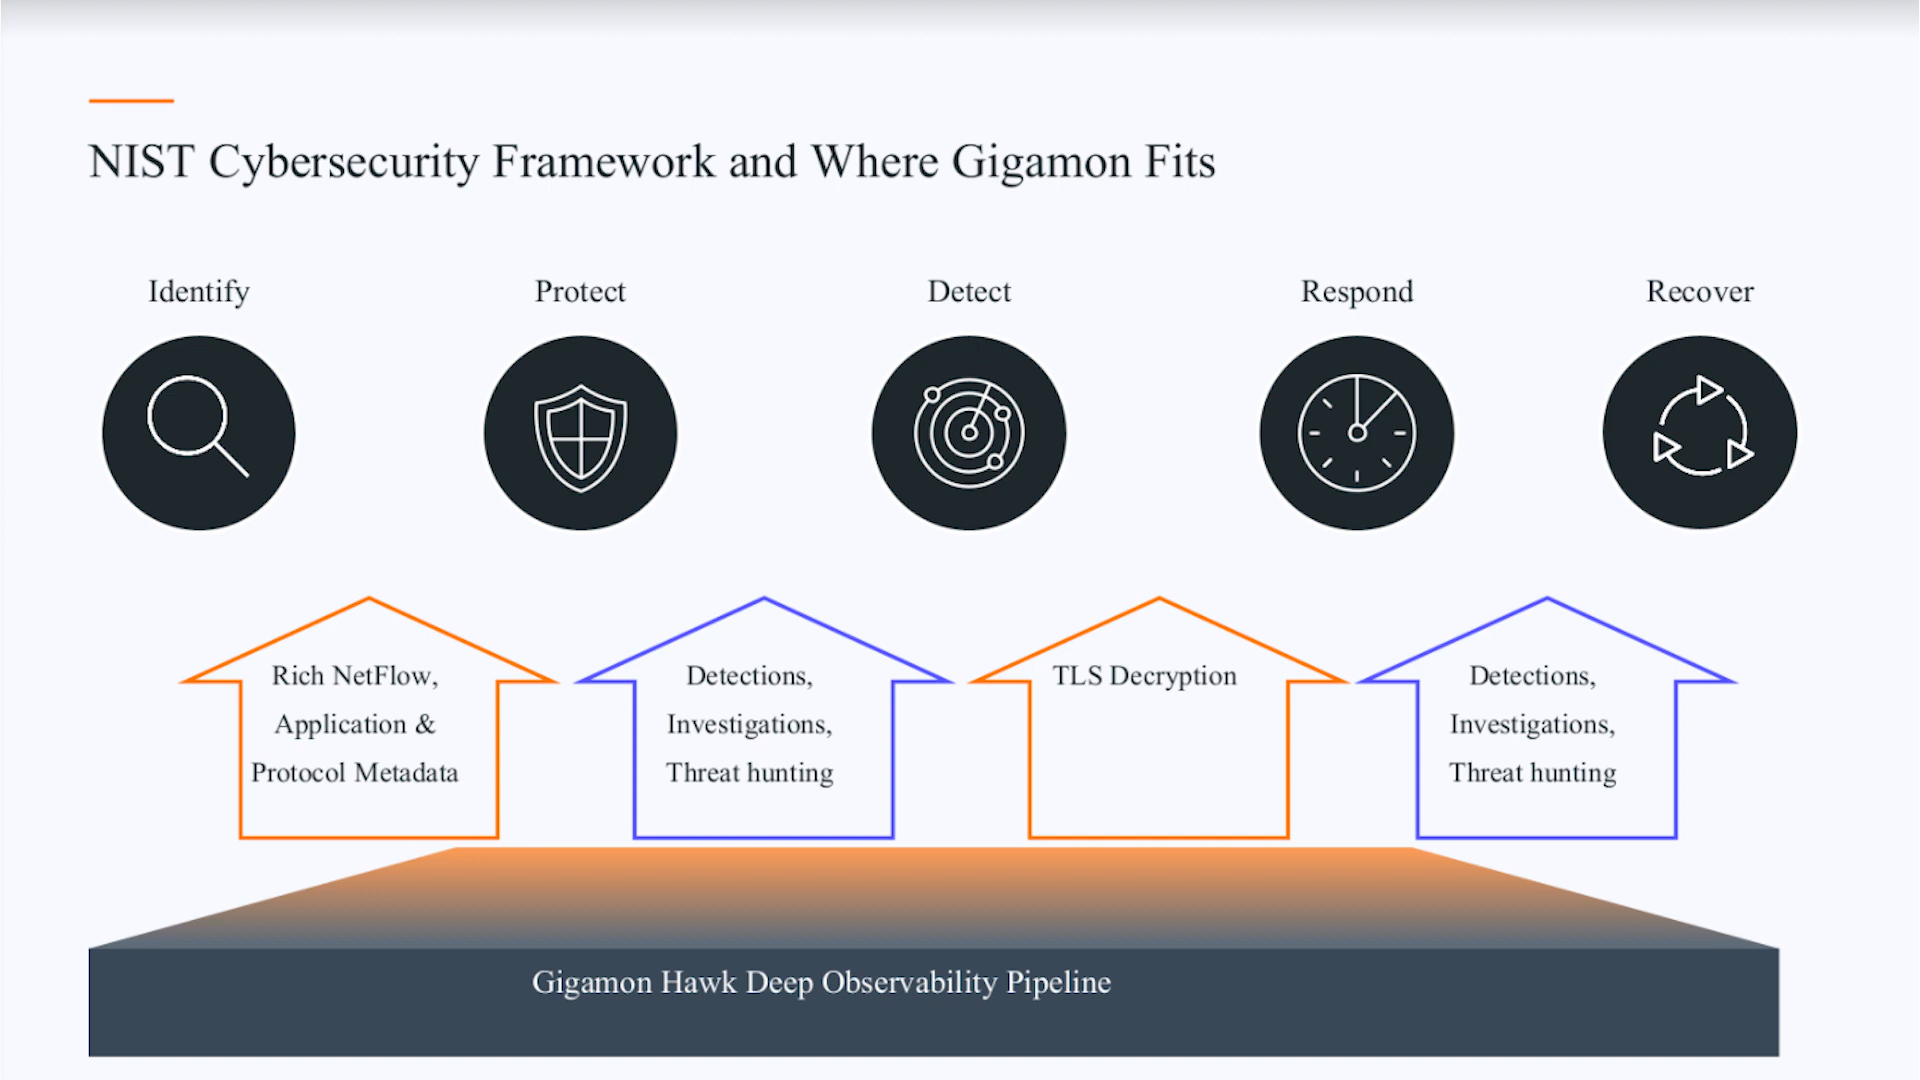 NIST Cybersecurity Framework and Where Gigamon Fits
Identify
Protect
Detect
Respond
Recover
Rich NetFlow,
Application &
Protocol Metadata
Detections,
Investigations,
Threat hunting
TLS Decryption
Detections,
Investigations,
Threat hunting
Gigamon Hawk Deep Observability Pipeline